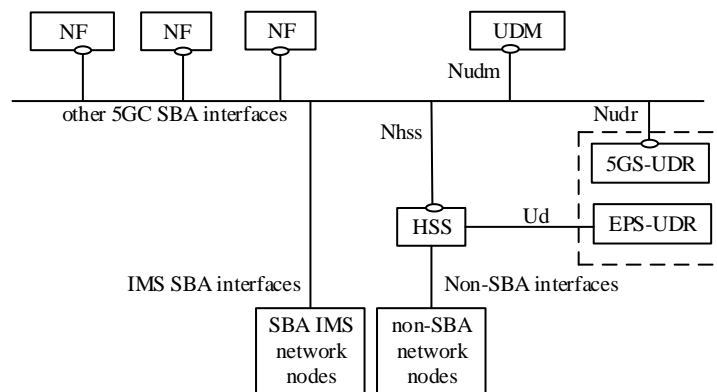 NF
NF
NF
UDM
Nudm
other 5GC SBA interfaces
Nhss
Nudr
5GS-UDR
HSS
Ud
EPS-UDR
IMS SBA interfaces
Non-SBA interfaces
SBA IMS
network
nodes
non-SBA
network
nodes